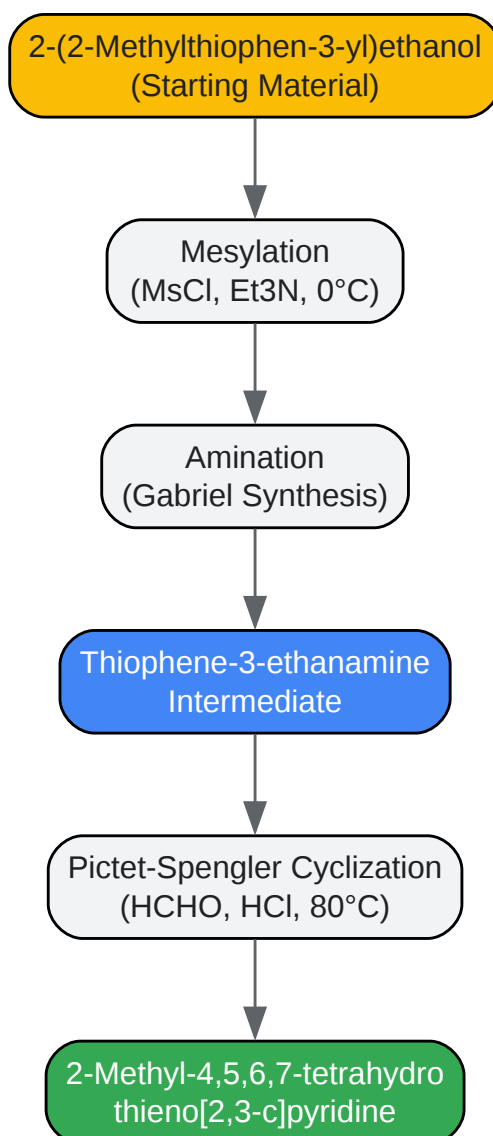 2-(2-Methylthiophen-3-yl)ethanol
(Starting Material)
Mesylation
(MsCl, Et3N, 0°C)
Amination
(Gabriel Synthesis)
Thiophene-3-ethanamine
Intermediate
Pictet-Spengler Cyclization
(HCHO, HCl, 80°C)
2-Methyl-4,5,6,7-tetrahydro
thieno[2,3-c]pyridine